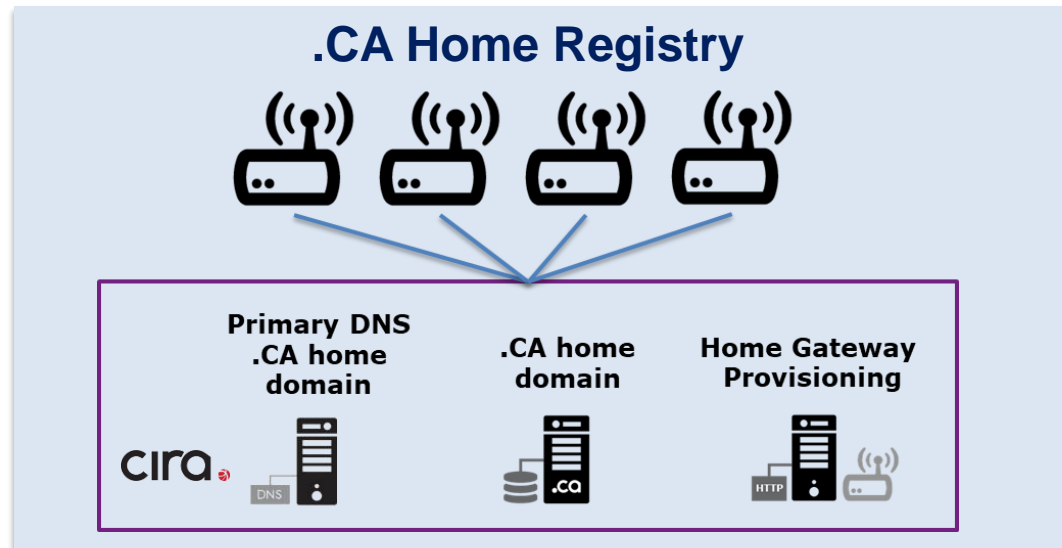 .CA Home Registry
Primary DNS
.CA home
domain
.CA home
domain
Home Gateway
Provisioning
cira
DNS
.ca
HTTP